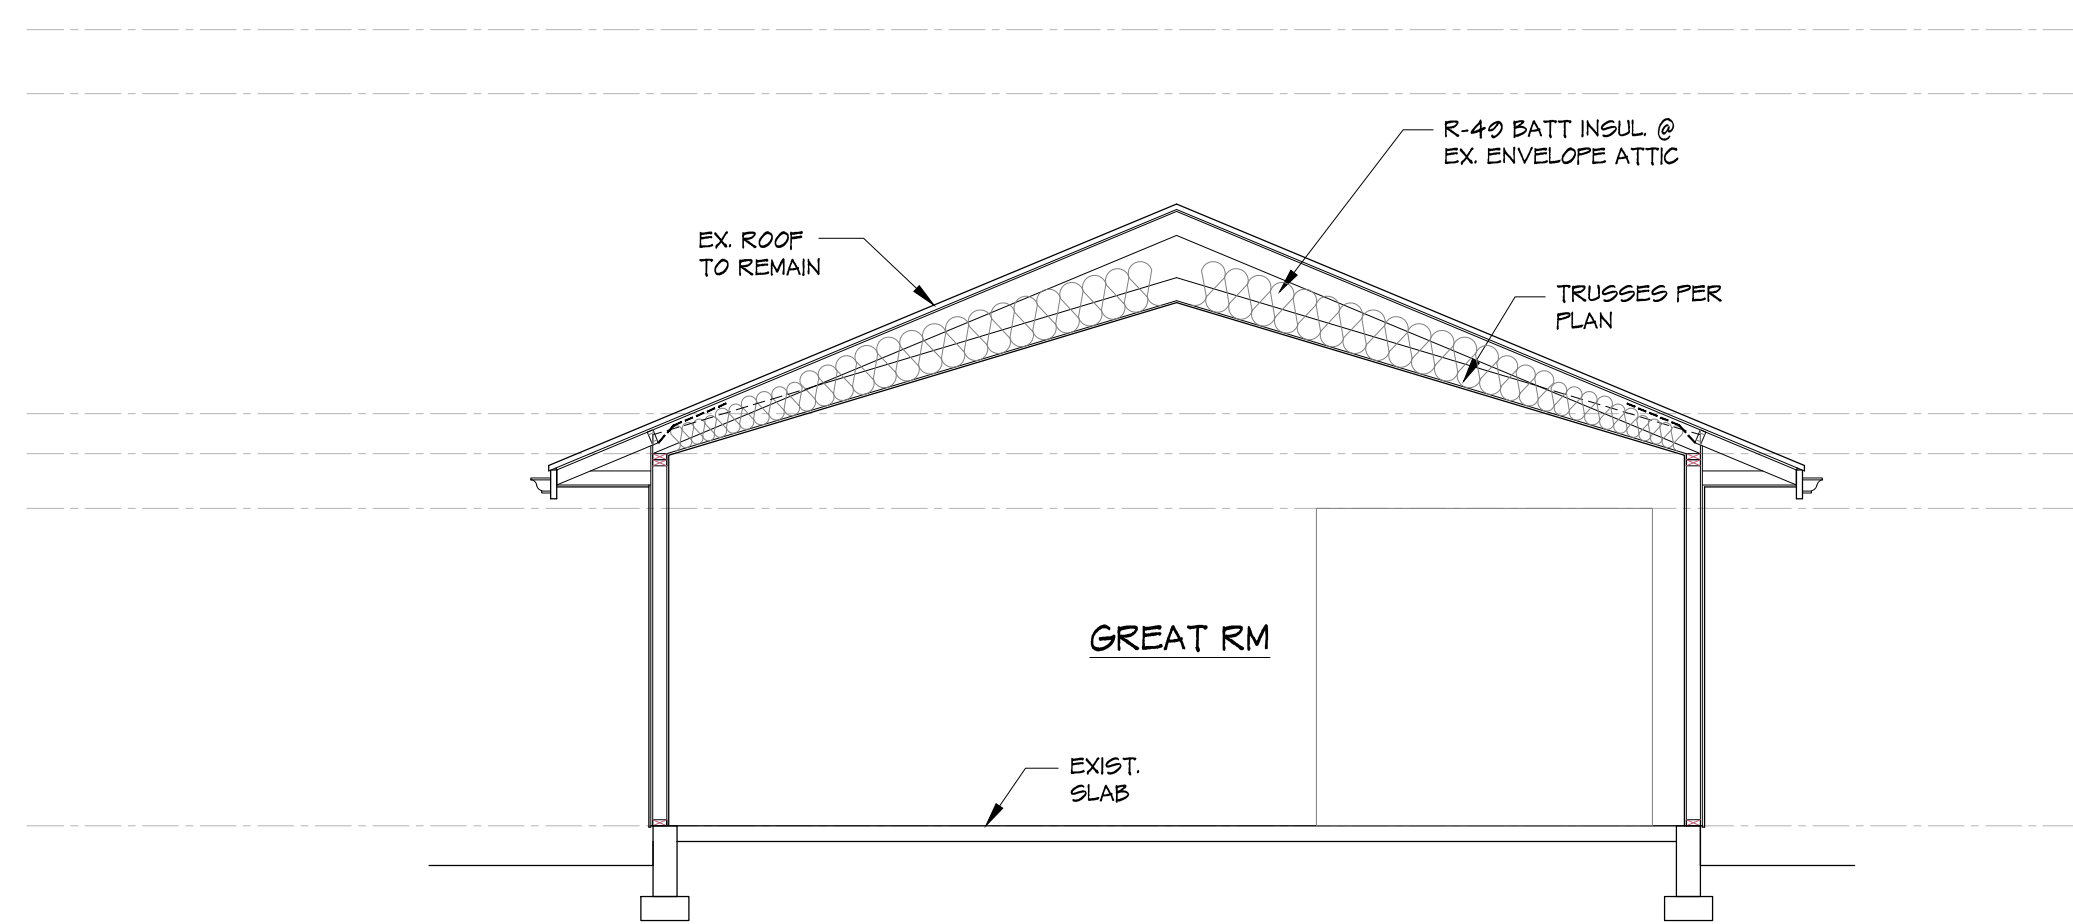 R-49 BATT INSUL. @
EX. ENVELOPE ATTIC
EX. ROOF
TO REMAIN
TRUSSES PER
PLAN
GREAT RM
EXIST.
SLAB